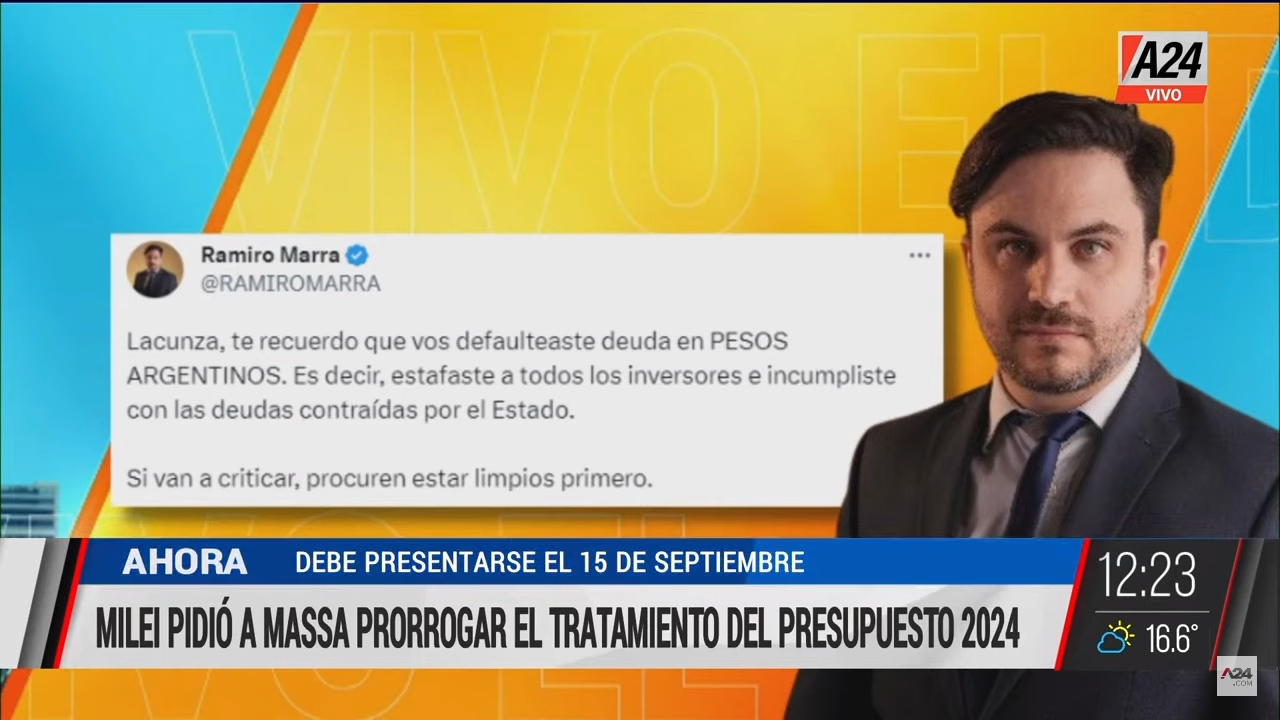 VIVO EL D
A24
VIVO
Ramiro Marra
@RAMIROMARRA
Lacunza, te recuerdo que vos defaulteaste deuda en PESOS
ARGENTINOS. Es decir, estafaste a todos los inversores e incumpliste
con las deudas contraídas por el Estado.
Si van a criticar, procuren estar limpios primero.
AHORA DEBE PRESENTARSE EL 15 DE SEPTIEMBRE
MILEI PIDIÓ A MASSA PRORROGAR EL TRATAMIENTO DEL PRESUPUESTO 2024
12:23
16.6°
A24
.COM